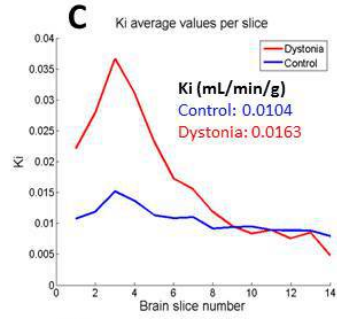 C
Ki average values per slice
0.04
0.035
0.03
0.025
0.02
0.015
0.01
0.005
0
Ki
Dystonia
Control
Ki (mL/min/g)
Control: 0.0104
Dystonia: 0.0163
0 2 4 6 8 10 12 14
Brain slice number